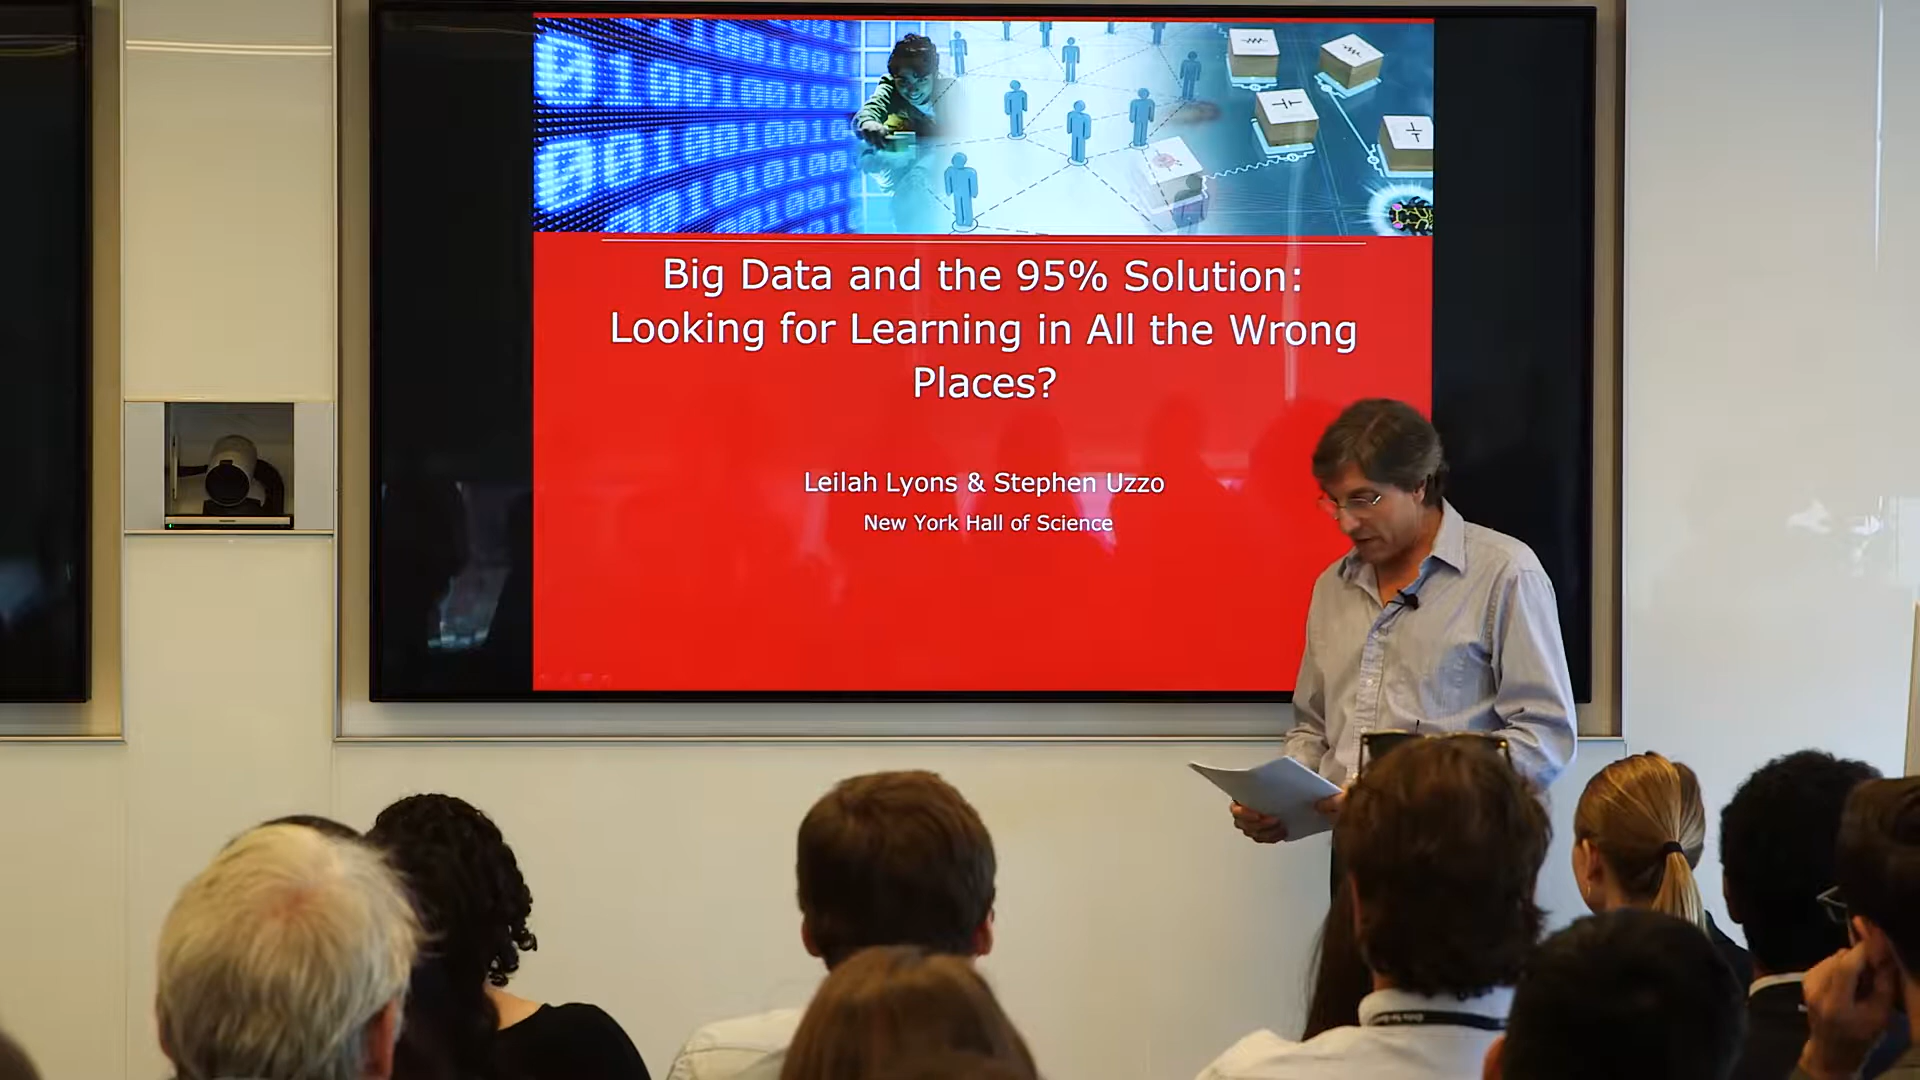 Big Data and the 95% Solution:
Looking for Learning in All the Wrong
Places?
Leilah Lyons & Stephen Uzzo
New York Hall of Science